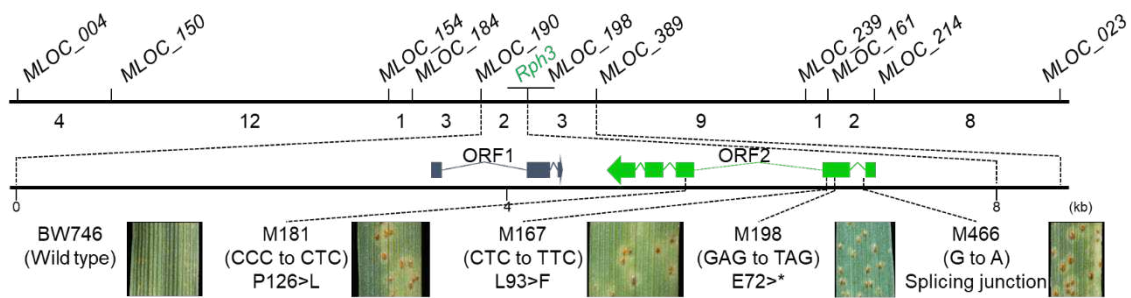 MLOC_004
MLOC_150
MLOC_154
MLOC_184
MLOC_190
Rph3
MLOC_198
MLOC_389
MLOC_239
MLOC_161
MLOC_214
MLOC_023
4 12 1 3 2 3 9 1 2 8
ORF1 ORF2
0 4 8 (kb)
BW746
(Wild type)
M181
(CCC to CTC)
P126>L
M167
(CTC to TTC)
L93>F
M198
(GAG to TAG)
E72>*
M466
(G to A)
Splicing junction